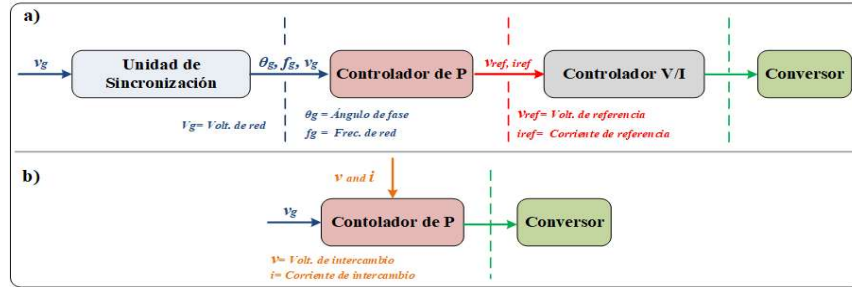 a)
vg
Unidad de
Sincronización
θg, fg, vg
Controlador de P
vref, iref
Controlador V/I
Conversor
Vg= Volt. de red
θg = Ángulo de fase
fg = Frec. de red
vref= Volt. de referencia
iref= Corriente de referencia
b)
v and i
vg
Contolador de P
Conversor
v= Volt. de intercambio
i= Corriente de intercambio